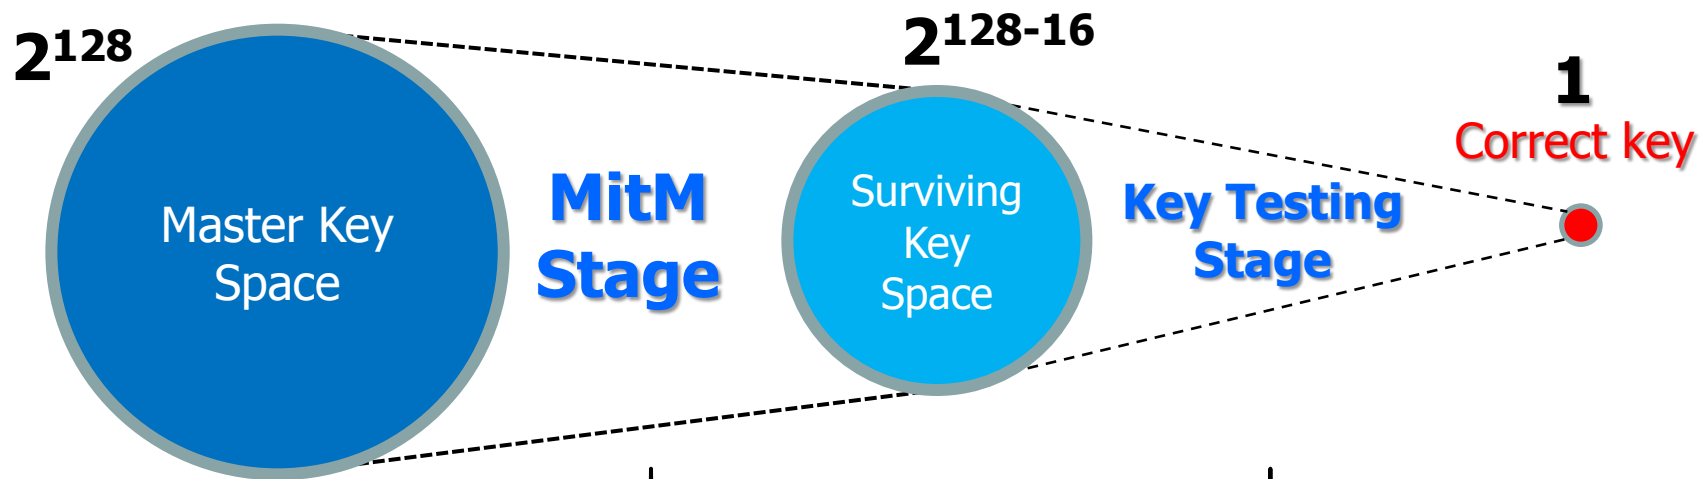 2^128
2^128-16
1
Correct key
Master Key
Space
MitM
Stage
Surviving
Key
Space
Key Testing
Stage